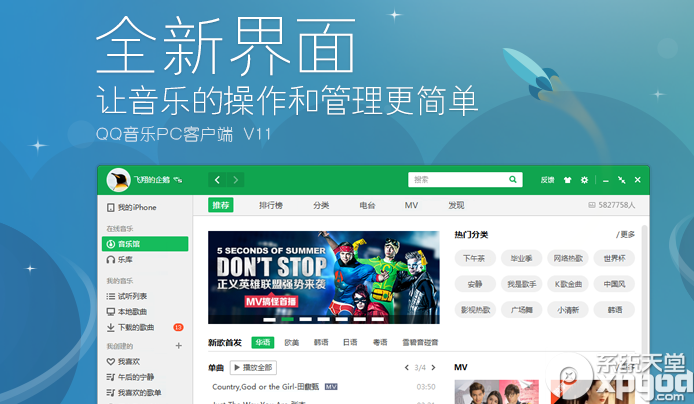 全新界面
让音乐的操作和管理更简单
QQ音乐PC客户端 V11
飞翔的企鹅
搜索
反馈
我的iPhone
推荐 排行榜 分类 电台 MV 发现
5827758人
在线音乐
音乐馆
乐库
我的音乐
试听列表
本地歌曲
下载的歌曲 13
我创建的 +
我喜欢
午后的宁静
我喜欢的歌单
5 SECONDS OF SUMMER
DON'T STOP
正义英雄联盟强势来袭
MV搞怪首播
热门分类 /更多
下午茶 毕业季 网络热歌 世界杯
安静 我是歌手 K歌金曲 中国风
影视热歌 广场舞 小清新 韩语
新歌首发 华语 欧美 韩语 日语 粤语
单曲 播放全部 3/4
Country,God or the Girl-田馥甄 MV 03:50
MV
系统天堂
xpgod.com